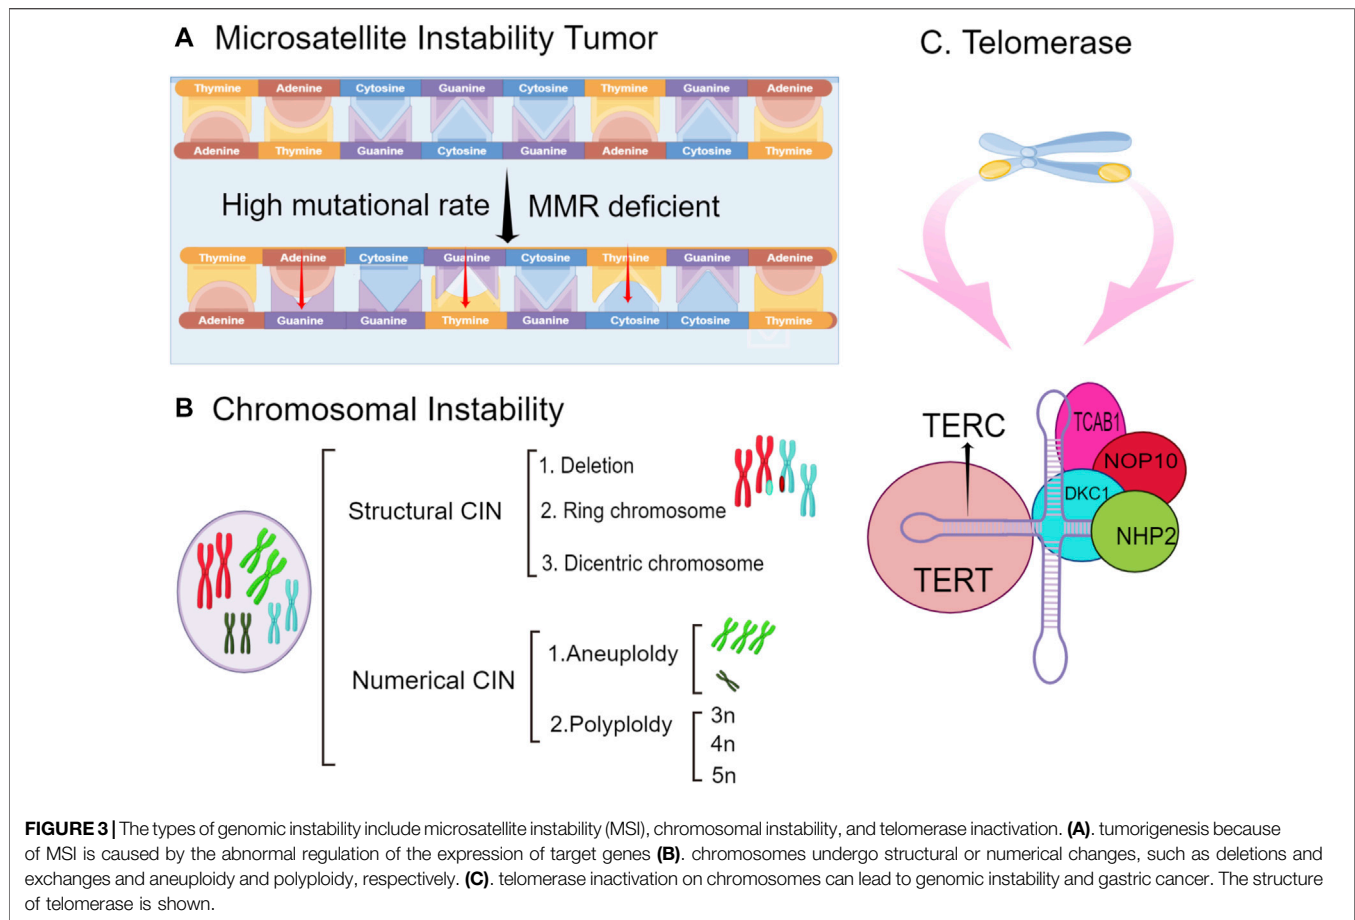 A Microsatellite Instability Tumor
Thymine Adenine Cytosine Guanine Cytosine Thymine Guanine Adenine
Adenine Thymine Guanine Cytosine Guanine Adenine Cytosine Thymine
High mutational rate MMR deficient
Thymine Adenine Cytosine Guanine Cytosine Thymine Guanine Adenine
Adenine Guanine Guanine Thymine Guanine Cytosine Cytosine Thymine
B Chromosomal Instability
Structural CIN
1. Deletion
2. Ring chromosome
3. Dicentric chromosome
Numerical CIN
1.Aneuploldy
2.Polyploldy
3n
4n
5n
C. Telomerase
TERC
TCAB1
NOP10
DKC1
NHP2
TERT
FIGURE 3 | The types of genomic instability include microsatellite instability (MSI), chromosomal instability, and telomerase inactivation. (A). tumorigenesis because
of MSI is caused by the abnormal regulation of the expression of target genes (B). chromosomes undergo structural or numerical changes, such as deletions and
exchanges and aneuploidy and polyploidy, respectively. (C). telomerase inactivation on chromosomes can lead to genomic instability and gastric cancer. The structure
of telomerase is shown.